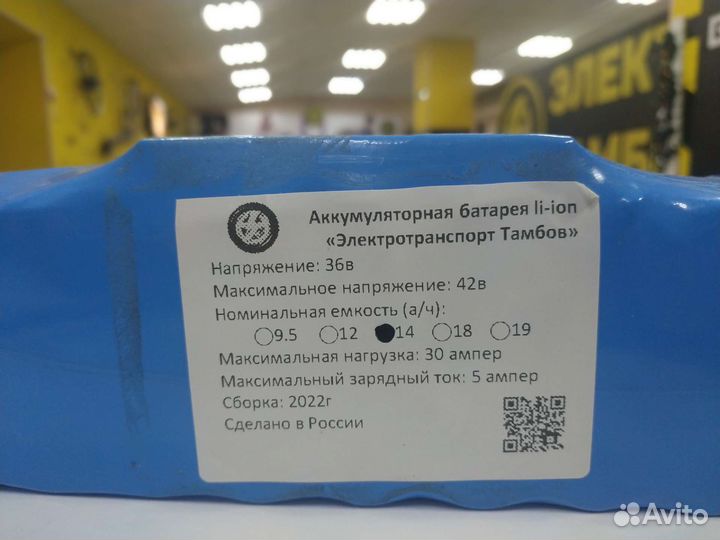 ЭЛЕК
Аккумуляторная батарея li-ion
«Электротранспорт Тамбов»
Напряжение: 36в
Максимальное напряжение: 42в
Номинальная емкость (а/ч):
9.5 12 14 18 19
Максимальная нагрузка: 30 ампер
Максимальный зарядный ток: 5 ампер
Сборка: 2022г
Сделано в России
Avito